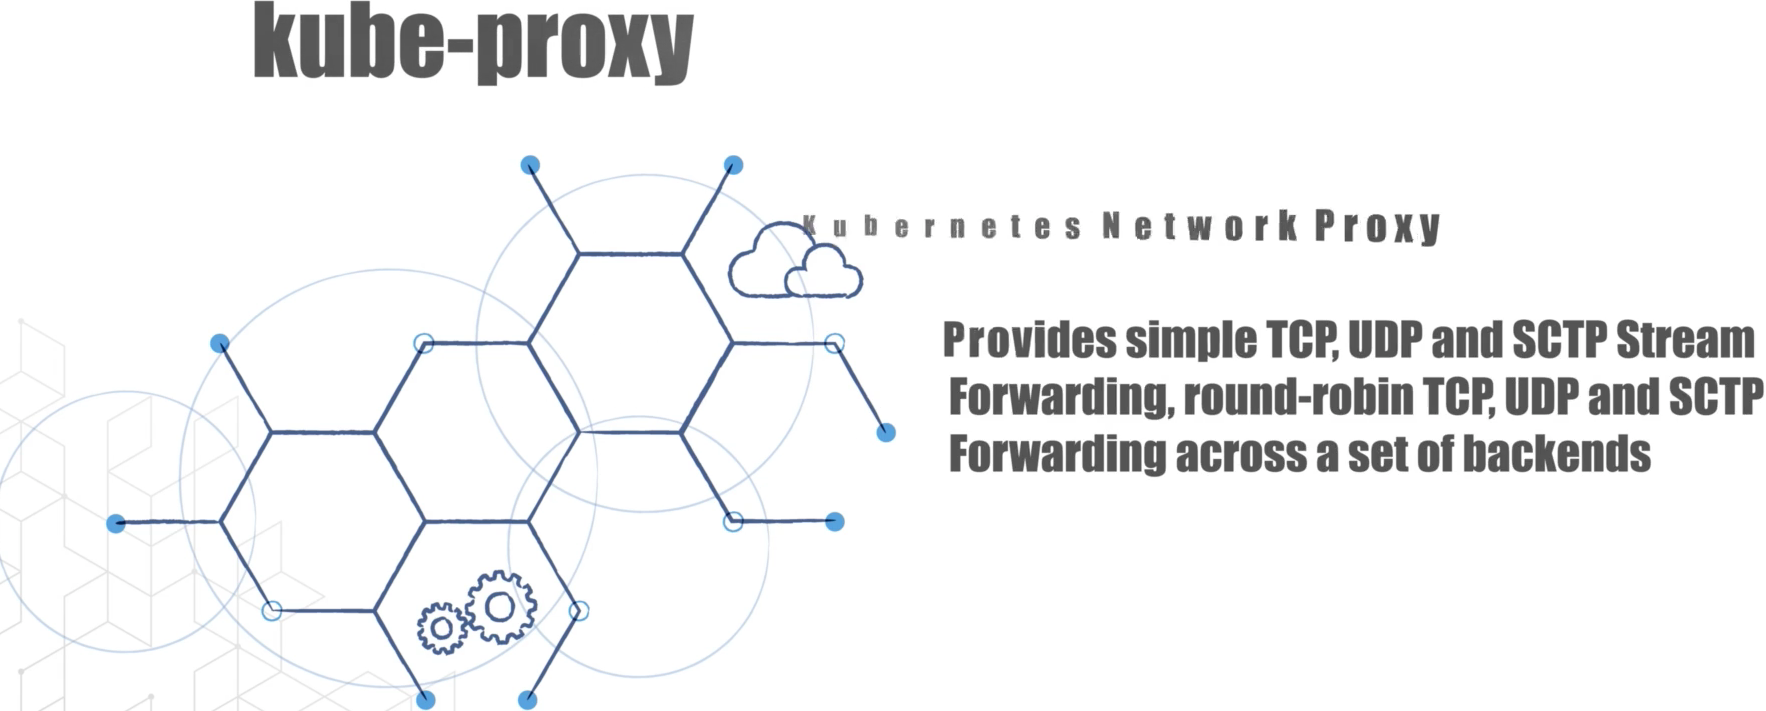 kube-proxy
Kubernetes Network Proxy
Provides simple TCP, UDP and SCTP Stream
Forwarding, round-robin TCP, UDP and SCTP
Forwarding across a set of backends